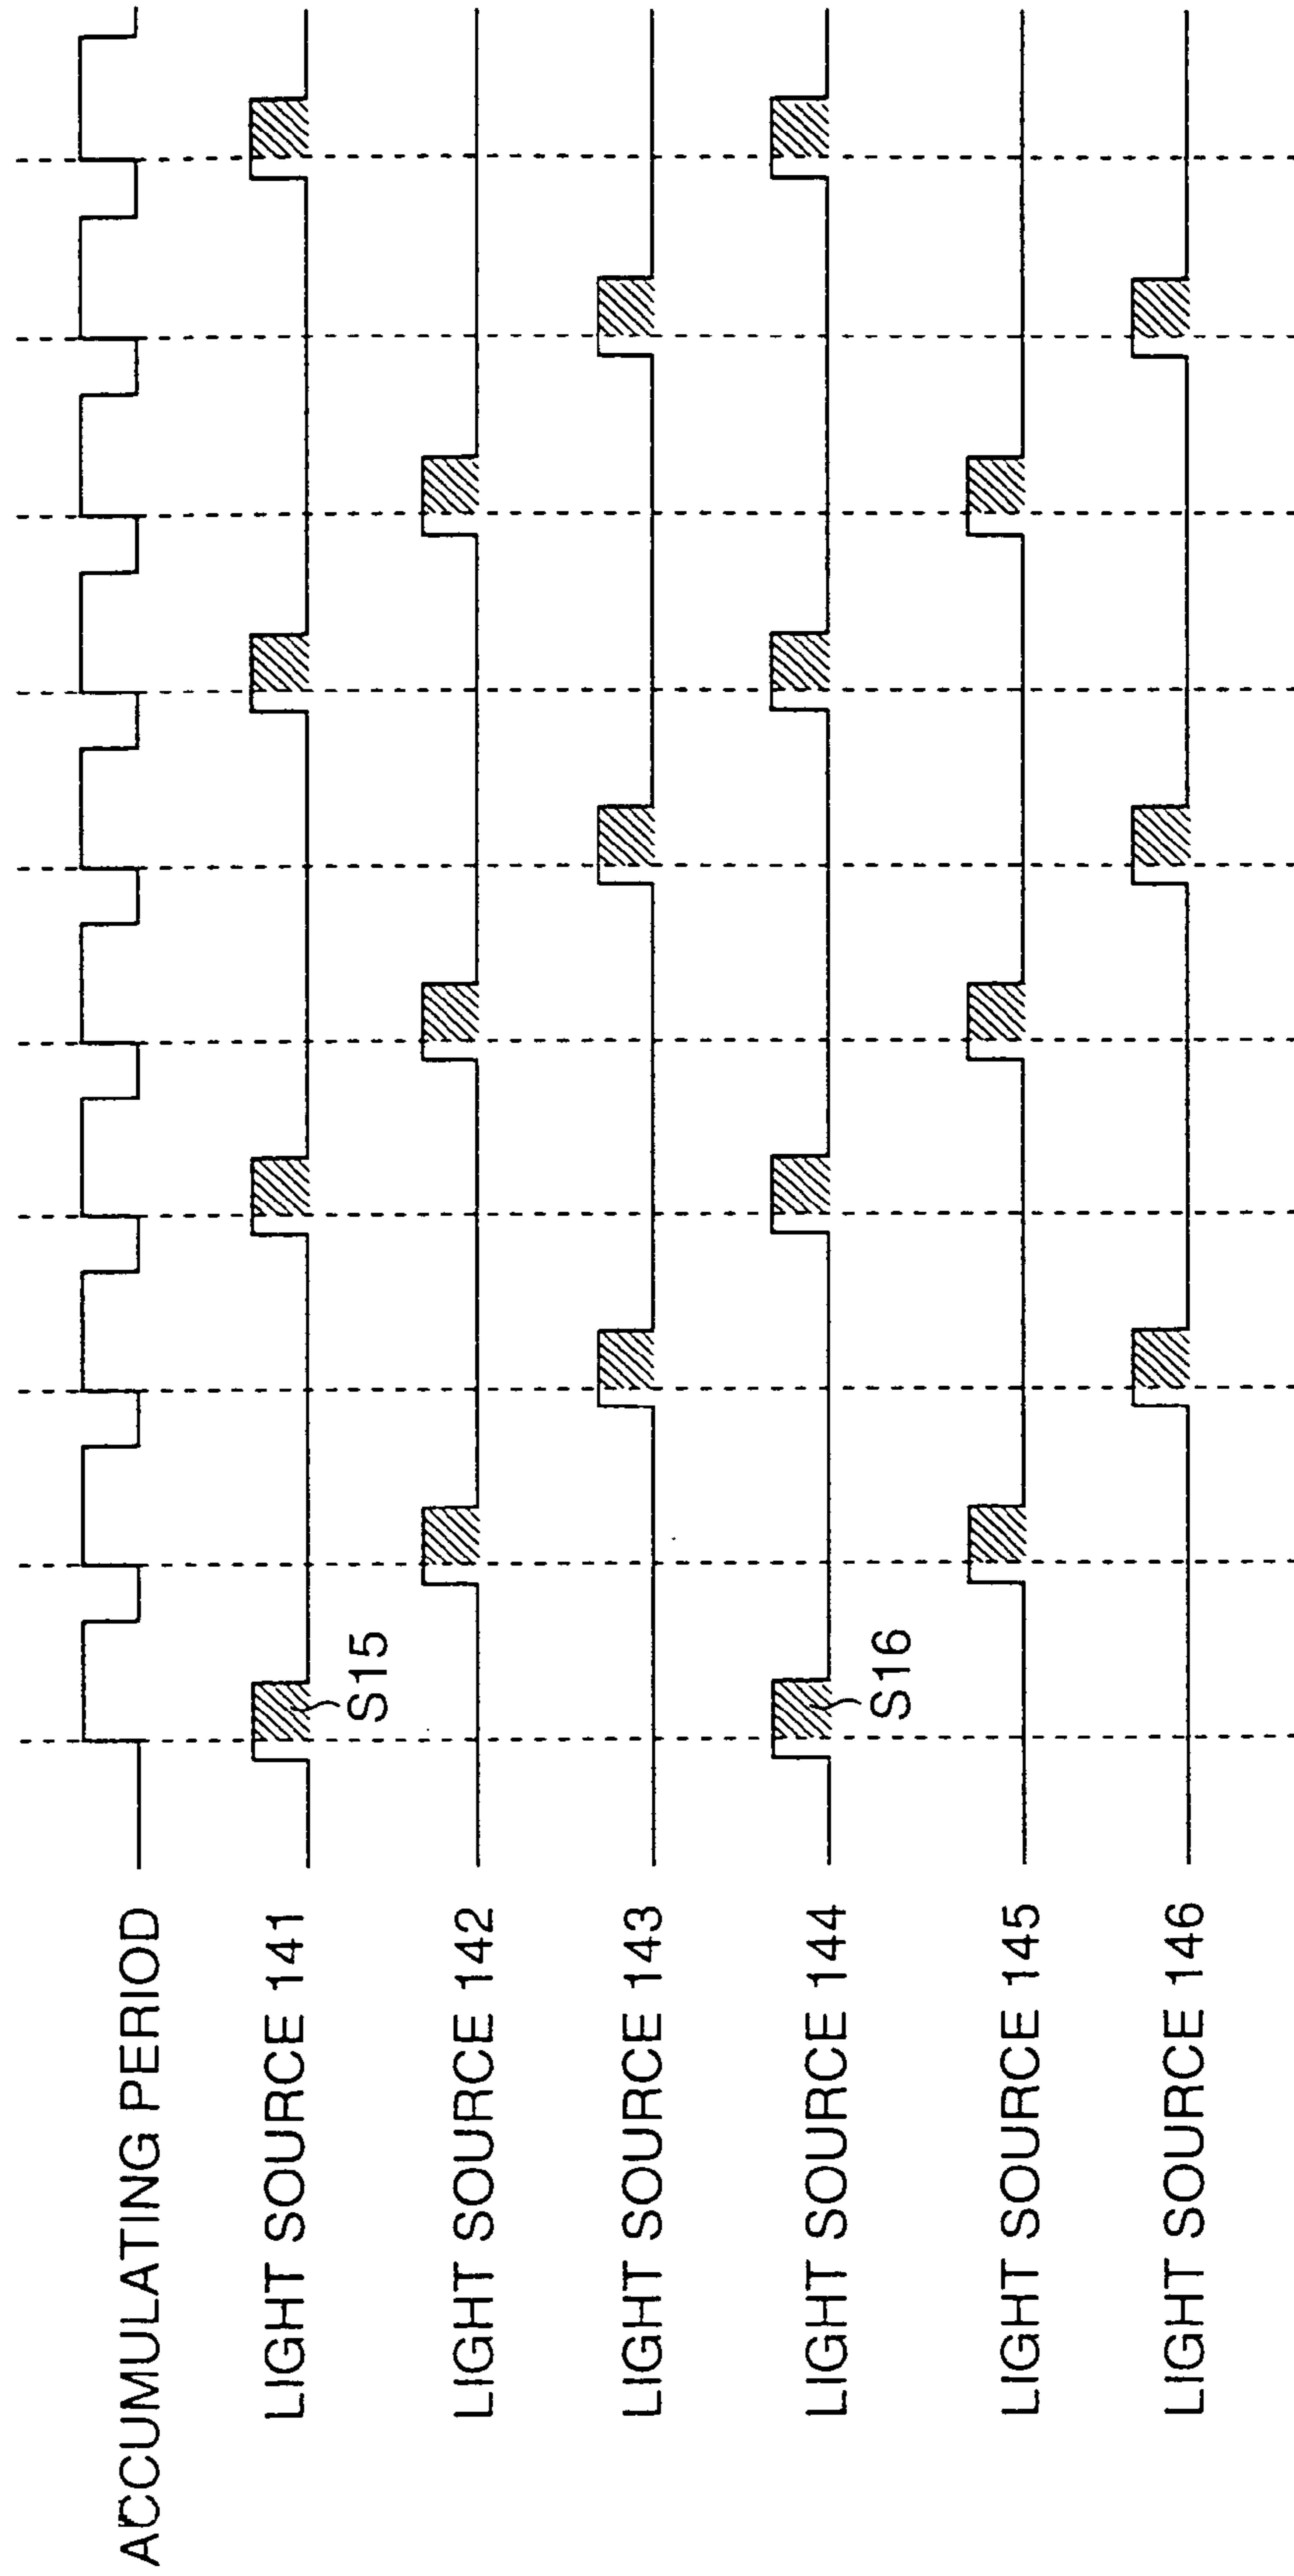 ACCUMULATING PERIOD
LIGHT SOURCE 141
S15
LIGHT SOURCE 142
LIGHT SOURCE 143
LIGHT SOURCE 144
S16
LIGHT SOURCE 145
LIGHT SOURCE 146